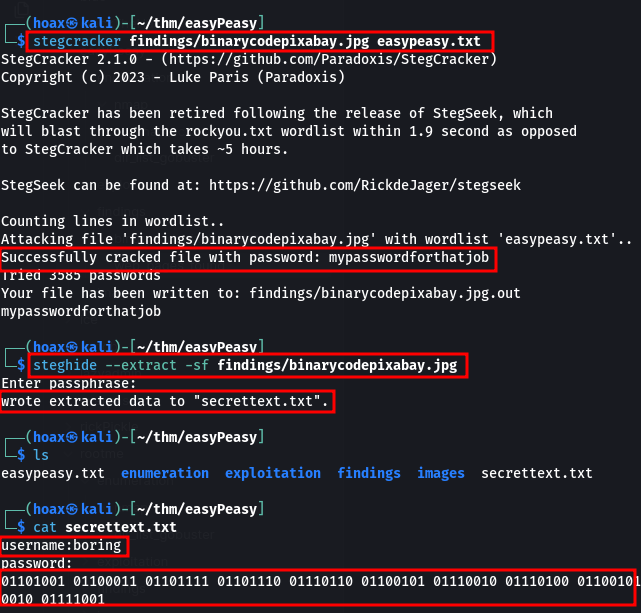 ┌──(hoax㉿kali)-[~/thm/easyPeasy]
└─$ stegcracker findings/binarycodepixabay.jpg easypeasy.txt
StegCracker 2.1.0 - (https://github.com/Paradoxis/StegCracker)
Copyright (c) 2023 - Luke Paris (Paradoxis)
StegCracker has been retired following the release of StegSeek, which
will blast through the rockyou.txt wordlist within 1.9 second as opposed
to StegCracker which takes ~5 hours.
StegSeek can be found at: https://github.com/RickdeJager/stegseek
Counting lines in wordlist..
Attacking file 'findings/binarycodepixabay.jpg' with wordlist 'easypeasy.txt'..
Successfully cracked file with password: mypasswordforthatjob
Tried 3585 passwords
Your file has been written to: findings/binarycodepixabay.jpg.out
mypasswordforthatjob
┌──(hoax㉿kali)-[~/thm/easyPeasy]
└─$ steghide --extract -sf findings/binarycodepixabay.jpg
Enter passphrase:
wrote extracted data to "secrettext.txt".
┌──(hoax㉿kali)-[~/thm/easyPeasy]
└─$ ls
easypeasy.txt enumeration exploitation findings images secrettext.txt
┌──(hoax㉿kali)-[~/thm/easyPeasy]
└─$ cat secrettext.txt
username:boring
password:
01101001 01100011 01101111 01101110 01110110 01100101 01110010 01110100 01100101 01100101
0010 01111001